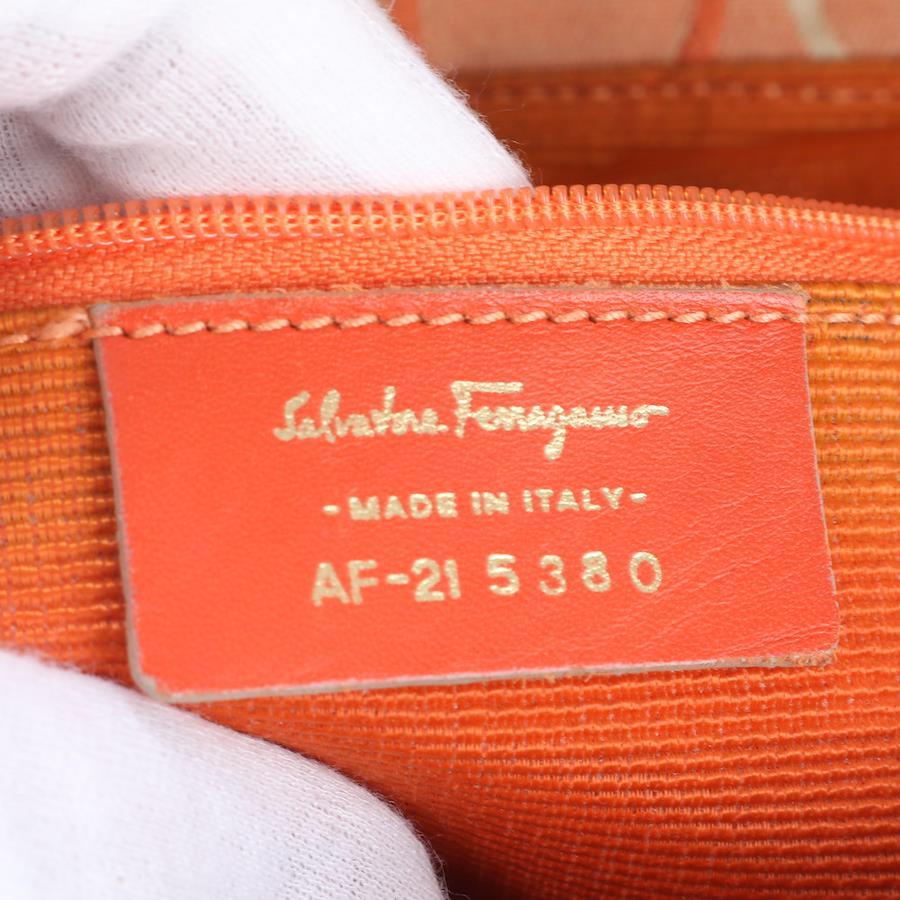 Salvatore Ferragamo
-MADE IN ITALY-
AF-21 5380